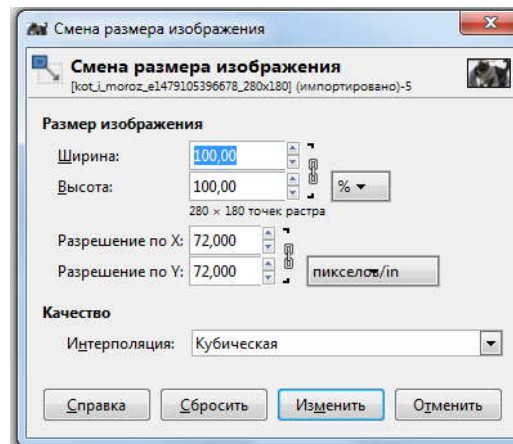 Смена размера изображения
Смена размера изображения
[kot_i_moroz_e1479105396678_280x180] (импортировано)-5
Размер изображения
Ширина: 100,00
Высота: 100,00 %
280 × 180 точек растра
Разрешение по X: 72,000
Разрешение по Y: 72,000 пикселов/in
Качество
Интерполяция: Кубическая
Справка Сбросить Изменить Отменить